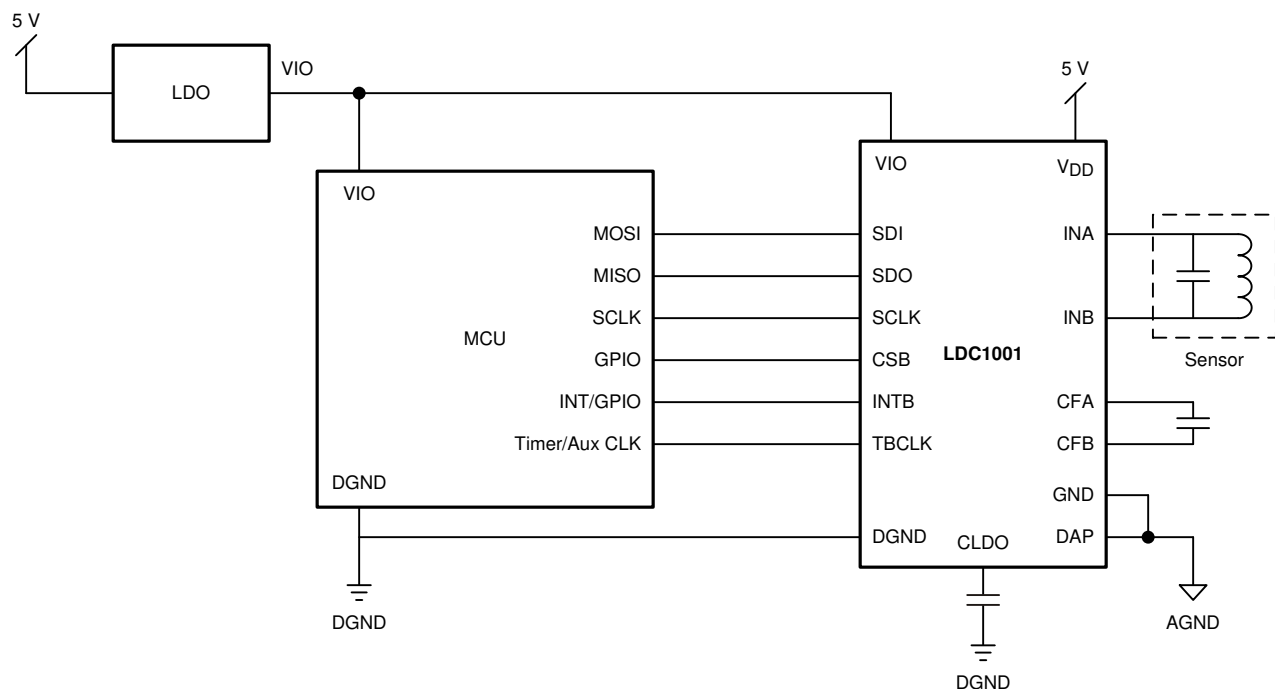 5 V
LDO
VIO
5 V
VIO
MOSI
MISO
SCLK
MCU
GPIO
INT/GPIO
Timer/Aux CLK
DGND
DGND
VIO
VDD
SDI
INA
SDO
SCLK
INB
LDC1001
CSB
INTB
CFA
TBCLK
CFB
GND
DGND
CLDO
DAP
Sensor
DGND
AGND